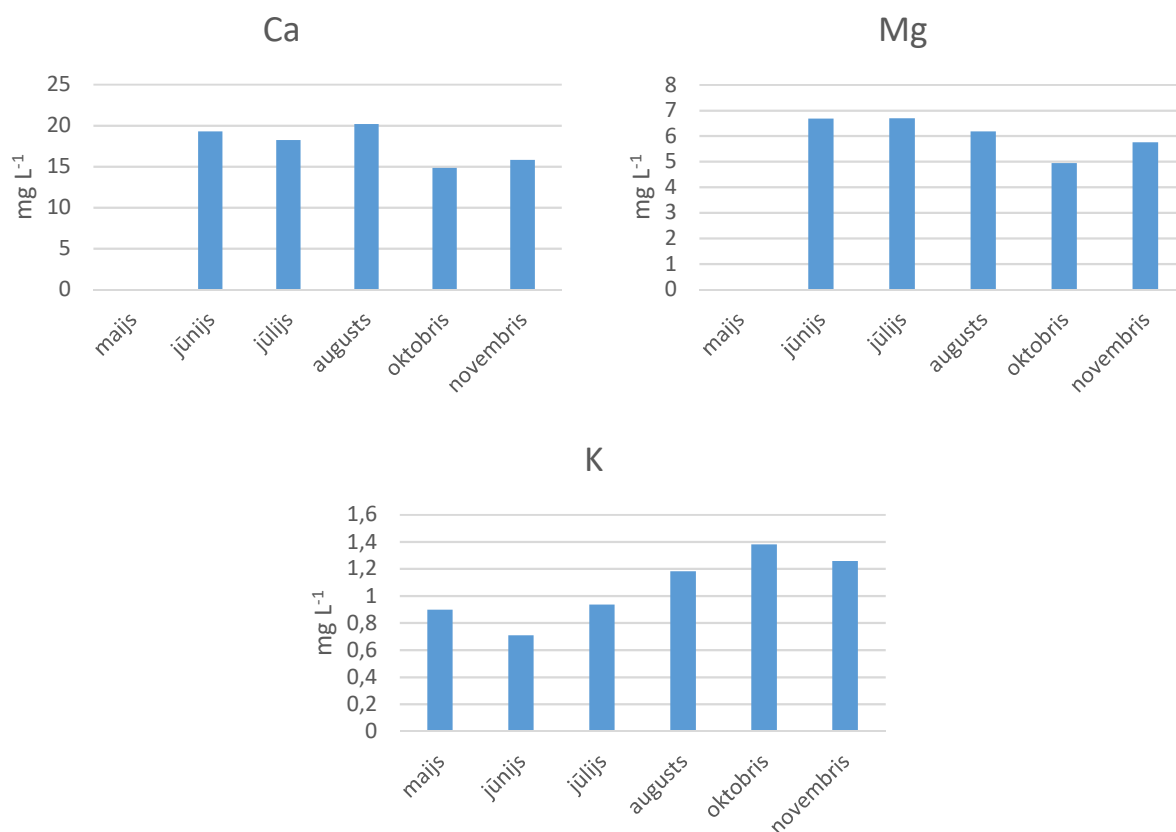 Ca
mg L⁻¹
25
20
15
10
5
0
maijs
jūnijs
jūlijs
augusts
oktobris
novembris
Mg
mg L⁻¹
8
7
6
5
4
3
2
1
0
maijs
jūnijs
jūlijs
augusts
oktobris
novembris
K
mg L⁻¹
1,6
1,4
1,2
1
0,8
0,6
0,4
0,2
0
maijs
jūnijs
jūlijs
augusts
oktobris
novembris